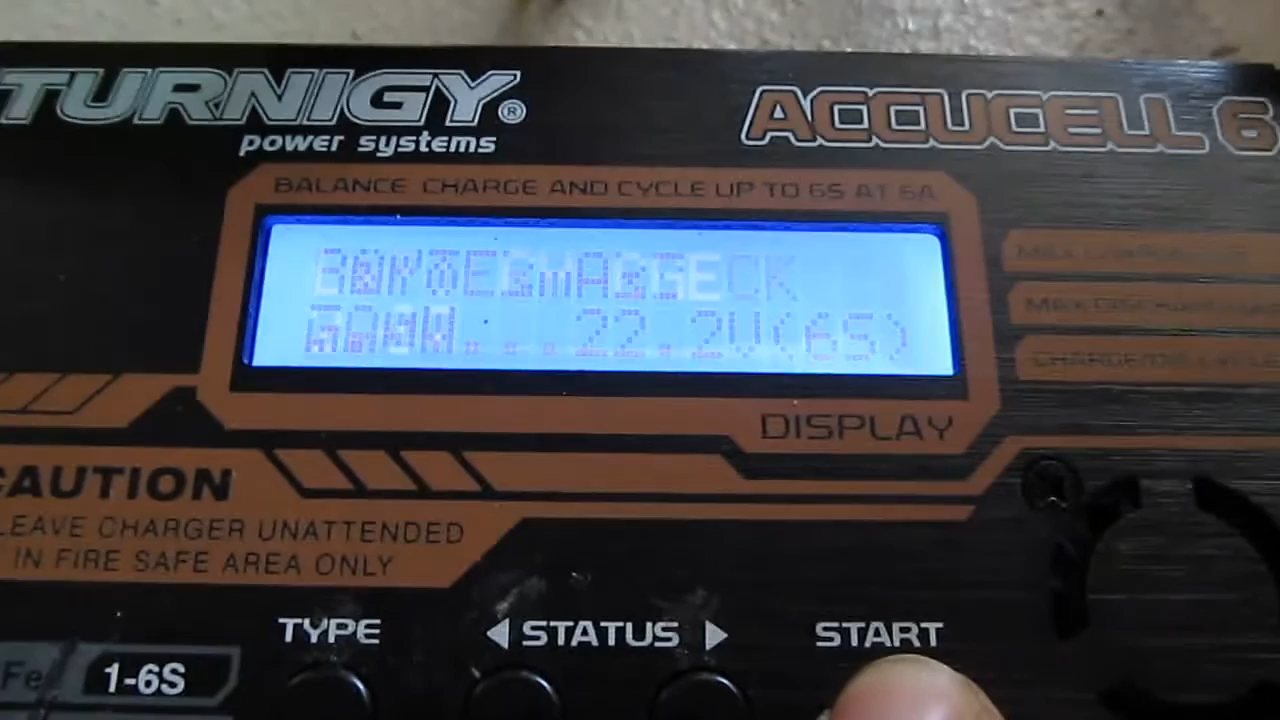 TURNIGY®
power systems
ACCUCELL 6
BALANCE CHARGE AND CYCLE UP TO 6S AT 6A
22.2V(6S)
DISPLAY
CAUTION
LEAVE CHARGER UNATTENDED
IN FIRE SAFE AREA ONLY
TYPE
STATUS
START
Fe
1-6S